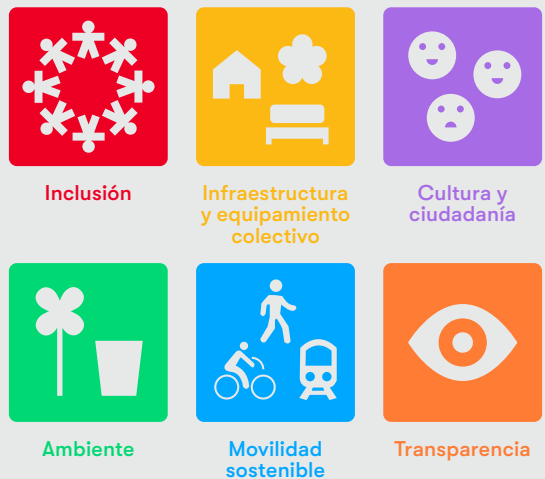 Inclusión
Infraestructura
y equipamiento
colectivo
Cultura y
ciudadanía
Ambiente
Movilidad
sostenible
Transparencia